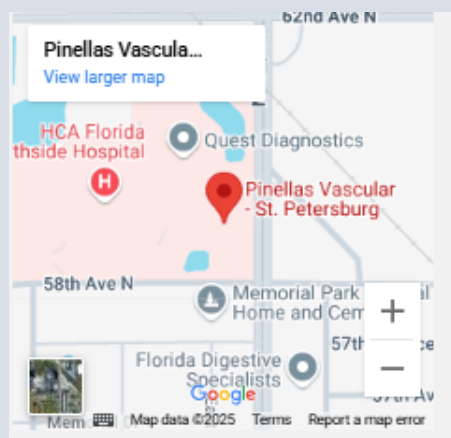 62nd Ave N
Pinellas Vascula...
View larger map
HCA Florida
thside Hospital
H
Quest Diagnostics
Pinellas Vascular
- St. Petersburg
58th Ave N
Memorial Park
Home and Cem
57th
Florida Digestive
Specialists
Google
+
−
Mem
Map data ©2025 Terms Report a map error